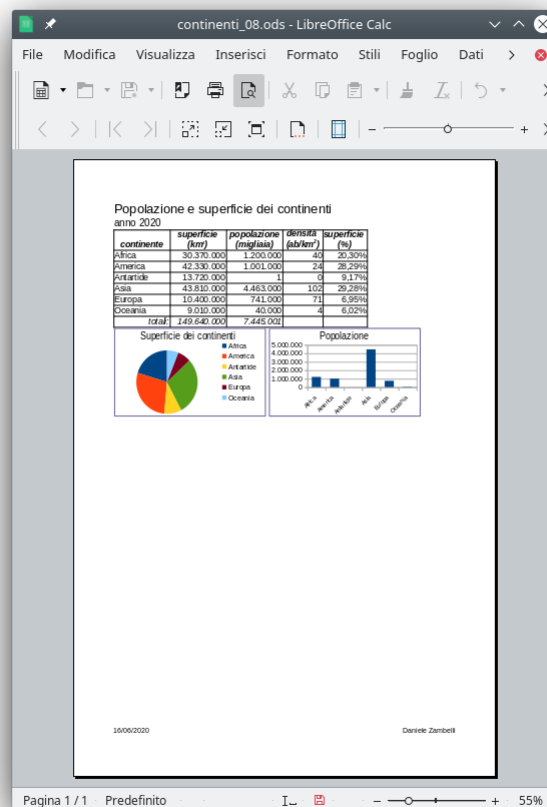 continenti_08.ods - LibreOffice Calc
File Modifica Visualizza Inserisci Formato Stili Foglio Dati
Popolazione e superficie dei continenti
anno 2020
continente superficie (km²) popolazione (migliaia) densità (ab/km²) superficie (%)
Africa 30.370.000 1.200.000 40 20,30%
America 42.330.000 1.001.000 24 28,29%
Antartide 13.720.000 1 0 9,17%
Asia 43.810.000 4.463.000 102 29,28%
Europa 10.400.000 741.000 71 6,95%
Oceania 9.010.000 40.000 4 6,02%
totali: 149.640.000 7.445.001
Superficie dei continenti
Africa
America
Antartide
Asia
Europa
Oceania
Popolazione
5.000.000
4.000.000
3.000.000
2.000.000
1.000.000
0
Africa America Antartide Asia Europa Oceania
16/06/2020 Daniele Zambelli
Pagina 1 / 1 Predefinito 55%